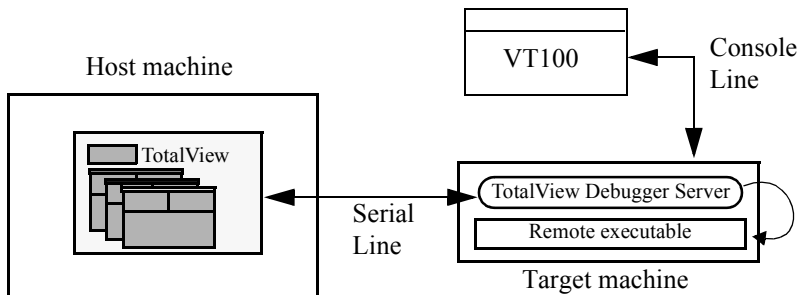 Host machine
TotalView
VT100
Console
Line
Serial
Line
TotalView Debugger Server
Remote executable
Target machine